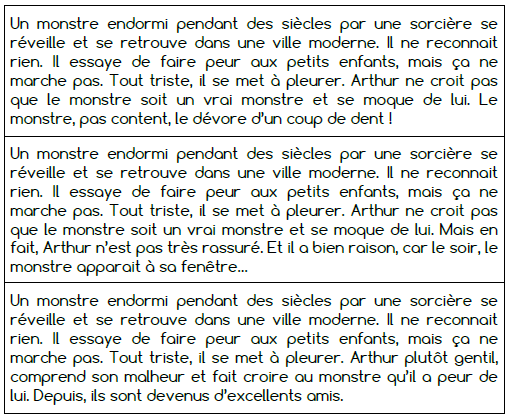 Un monstre endormi pendant des siècles par une sorcière se
réveille et se retrouve dans une ville moderne. Il ne reconnait
rien. Il essaye de faire peur aux petits enfants, mais ça ne
marche pas. Tout triste, il se met à pleurer. Arthur ne croit pas
que le monstre soit un vrai monstre et se moque de lui. Le
monstre, pas content, le dévore d'un coup de dent !
Un monstre endormi pendant des siècles par une sorcière se
réveille et se retrouve dans une ville moderne. Il ne reconnait
rien. Il essaye de faire peur aux petits enfants, mais ça ne
marche pas. Tout triste, il se met à pleurer. Arthur ne croit pas
que le monstre soit un vrai monstre et se moque de lui. Mais en
fait, Arthur n'est pas très rassuré. Et il a bien raison, car le soir, le
monstre apparait à sa fenêtre...
Un monstre endormi pendant des siècles par une sorcière se
réveille et se retrouve dans une ville moderne. Il ne reconnait
rien. Il essaye de faire peur aux petits enfants, mais ça ne
marche pas. Tout triste, il se met à pleurer. Arthur plutôt gentil,
comprend son malheur et fait croire au monstre qu'il a peur de
lui. Depuis, ils sont devenus d'excellents amis.